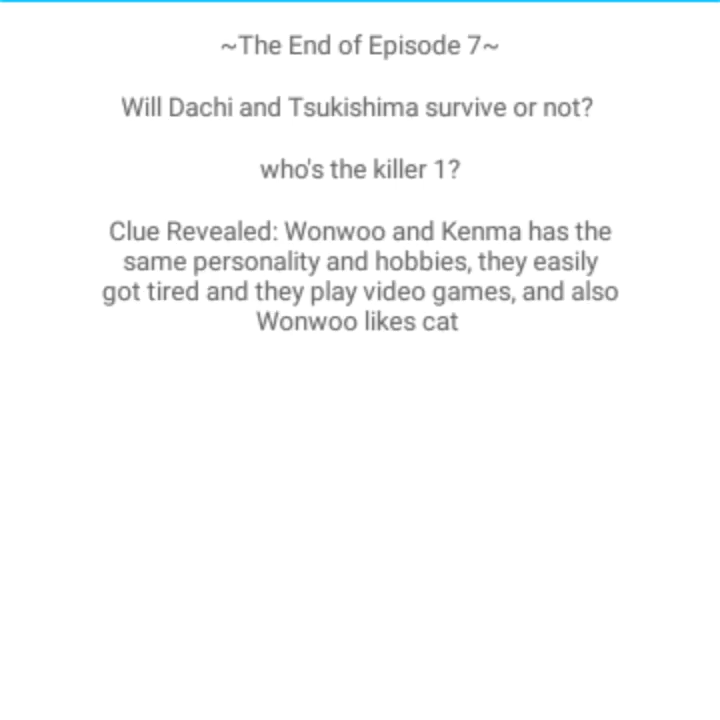 ~The End of Episode 7~
Will Dachi and Tsukishima survive or not?
who's the killer 1?
Clue Revealed: Wonwoo and Kenma has the
same personality and hobbies, they easily
got tired and they play video games, and also
Wonwoo likes cat